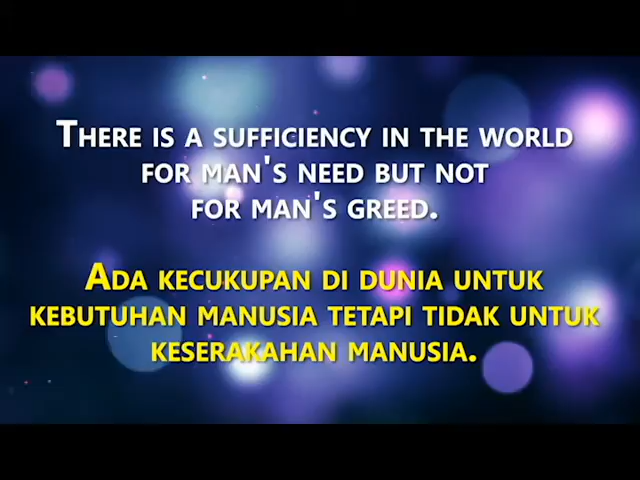 There is a sufficiency in the world
for man's need but not
for man's greed.
Ada kecukupan di dunia untuk
kebutuhan manusia tetapi tidak untuk
keserakahan manusia.